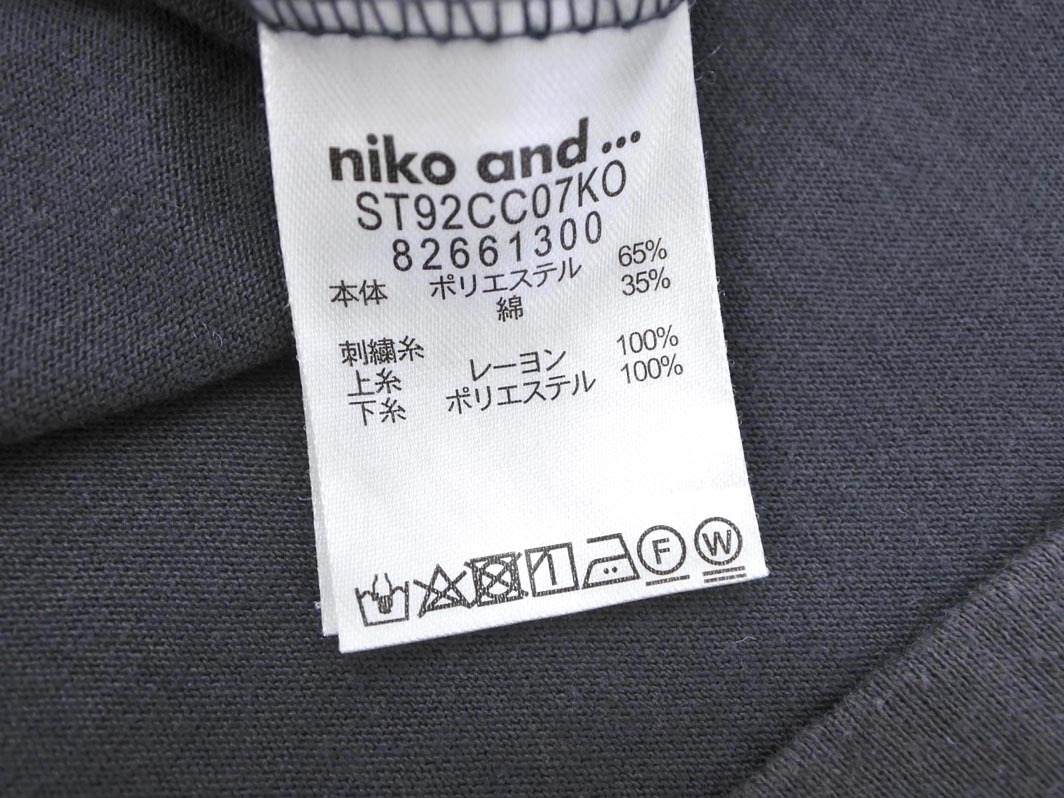 niko and ...
ST92CC07KO
82661300
本体 ポリエステル 65%
綿 35%
刺繍糸
上糸 レーヨン 100%
下糸 ポリエステル 100%
F W